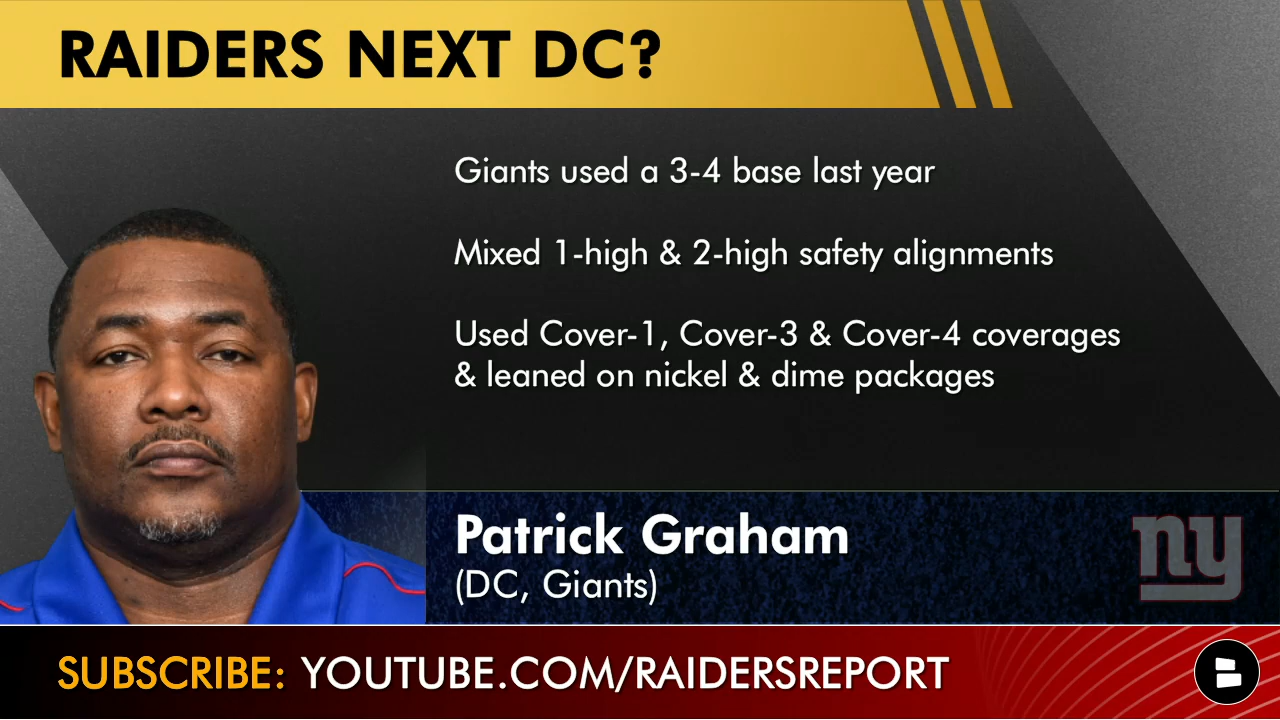 RAIDERS NEXT DC?
Giants used a 3-4 base last year
Mixed 1-high & 2-high safety alignments
Used Cover-1, Cover-3 & Cover-4 coverages
& leaned on nickel & dime packages
Patrick Graham
(DC, Giants)
ny
SUBSCRIBE: YOUTUBE.COM/RAIDERSREPORT